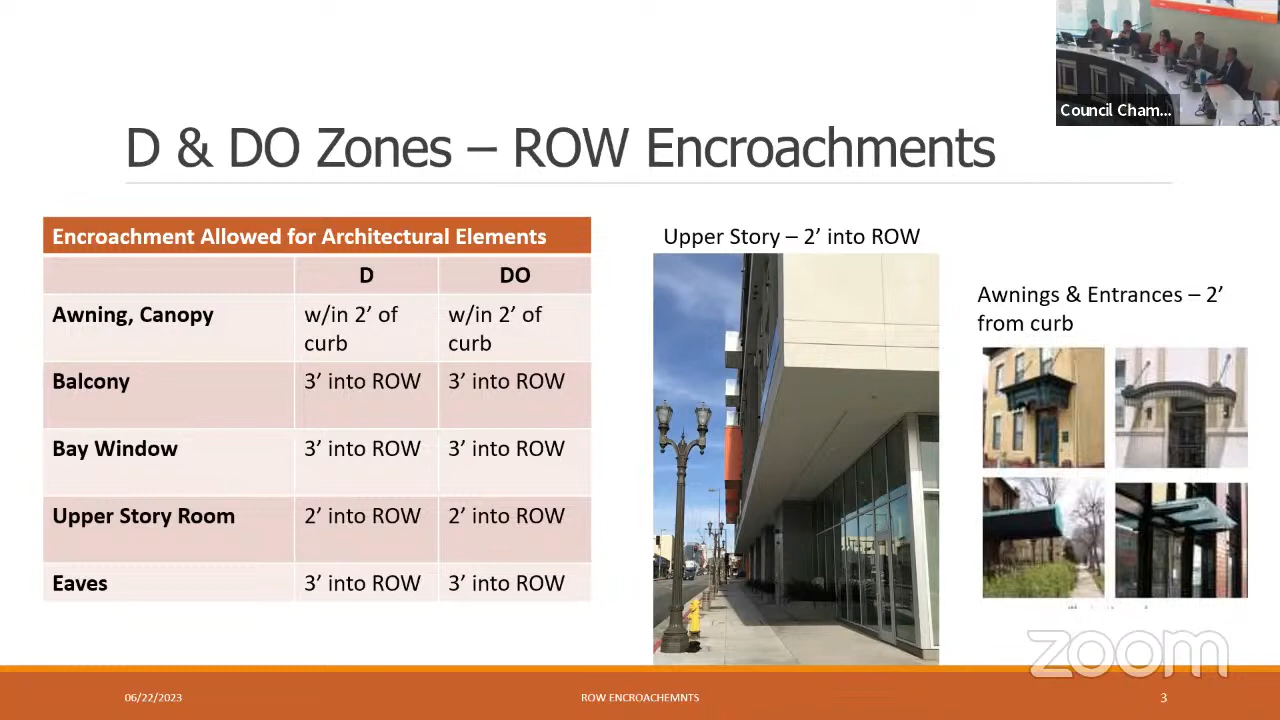 Council Cham...
D & DO Zones – ROW Encroachments
Encroachment Allowed for Architectural Elements
D DO
Awning, Canopy w/in 2’ of curb w/in 2’ of curb
Balcony 3’ into ROW 3’ into ROW
Bay Window 3’ into ROW 3’ into ROW
Upper Story Room 2’ into ROW 2’ into ROW
Eaves 3’ into ROW 3’ into ROW
Upper Story – 2’ into ROW
Awnings & Entrances – 2’
from curb
zoom
06/22/2023
ROW ENCROACHEMNTS
3